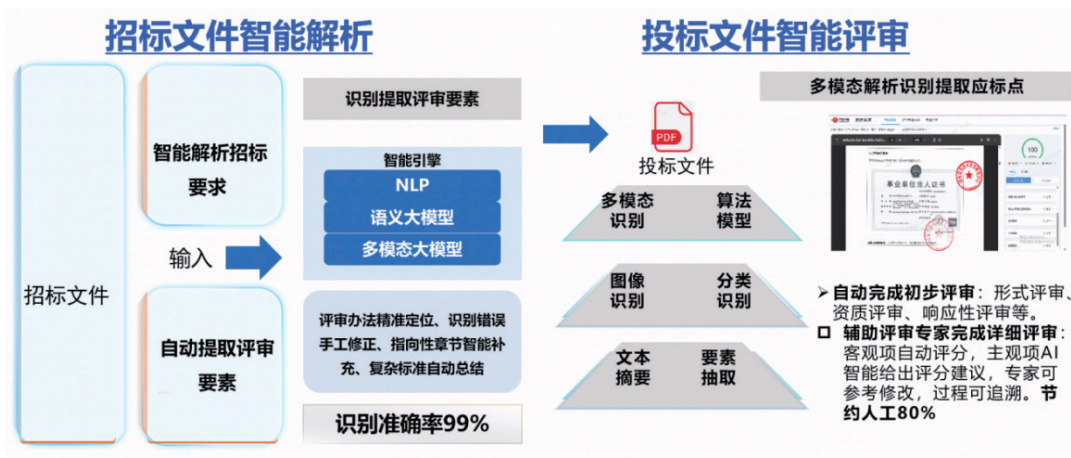 招标文件智能解析
招标文件
智能解析招标
要求
输入
自动提取评审
要素
识别提取评审要素
智能引擎
NLP
语义大模型
多模态大模型
评审办法精准定位、识别错误
手工修正、指向性章节智能补
充、复杂标准自动总结
识别准确率99%
投标文件智能评审
PDF
投标文件
多模态 算法
识别 模型
图像 分类
识别 识别
文本 要素
摘要 抽取
多模态解析识别提取应标点
事业单位法人证书
100
➢自动完成初步评审：形式评审、
资质评审、响应性评审等。
☐ 辅助评审专家完成详细评审：
客观项自动评分，主观项AI
智能给出评分建议，专家可
参考修改，过程可追溯。节
约人工80%